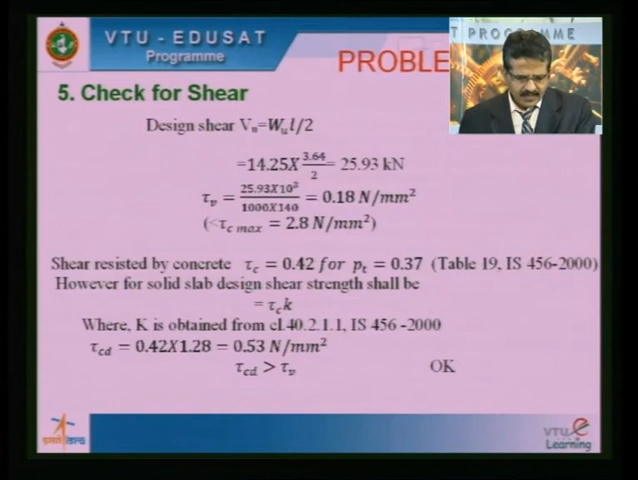 VTU - EDUSAT
Programme
PROBLE
T PROGRAMME
5. Check for Shear
Design shear Vᵤ=Wᵤl/2
=14.25X 3.64/2 = 25.93 kN
τᵥ = 25.93X10³/1000X140 = 0.18 N/mm²
(<τ꜀ max = 2.8 N/mm²)
Shear resisted by concrete τ꜀ = 0.42 for pₜ = 0.37 (Table 19, IS 456-2000)
However for solid slab design shear strength shall be
= τ꜀k
Where, K is obtained from cl.40.2.1.1, IS 456 -2000
τcd = 0.42X1.28 = 0.53 N/mm²
τcd > τᵥ OK
VTU e
Learning